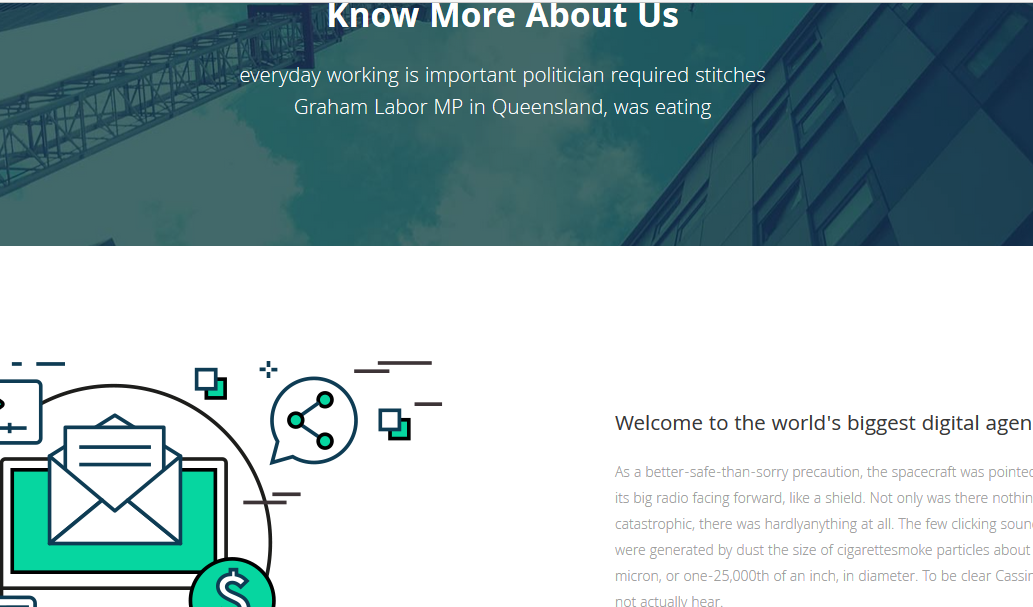 Know More About Us
everyday working is important politician required stitches
Graham Labor MP in Queensland, was eating
Welcome to the world's biggest digital agen
As a better-safe-than-sorry precaution, the spacecraft was pointed
its big radio facing forward, like a shield. Not only was there nothin
catastrophic, there was hardlyanything at all. The few clicking soun
were generated by dust the size of cigarettesmoke particles about
micron, or one-25,000th of an inch, in diameter. To be clear Cassin
not actually hear.
$